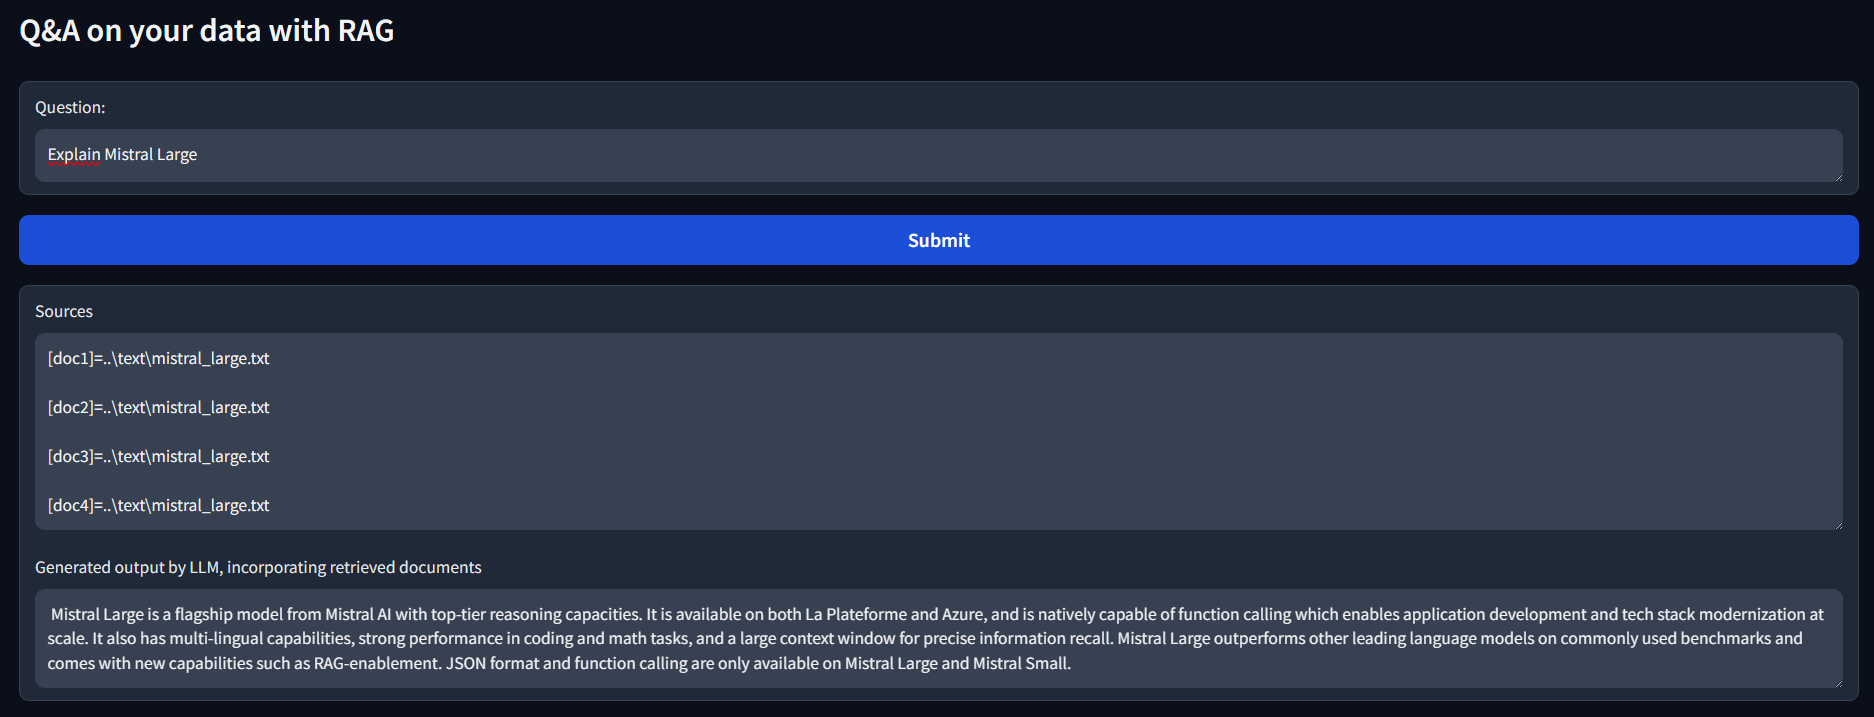 Q&A on your data with RAG
Question:
Explain Mistral Large
Submit
Sources
[doc1]=..\text\mistral_large.txt
[doc2]=..\text\mistral_large.txt
[doc3]=..\text\mistral_large.txt
[doc4]=..\text\mistral_large.txt
Generated output by LLM, incorporating retrieved documents
Mistral Large is a flagship model from Mistral AI with top-tier reasoning capacities. It is available on both La Plateforme and Azure, and is natively capable of function calling which enables application development and tech stack modernization at
scale. It also has multi-lingual capabilities, strong performance in coding and math tasks, and a large context window for precise information recall. Mistral Large outperforms other leading language models on commonly used benchmarks and
comes with new capabilities such as RAG-enablement. JSON format and function calling are only available on Mistral Large and Mistral Small.